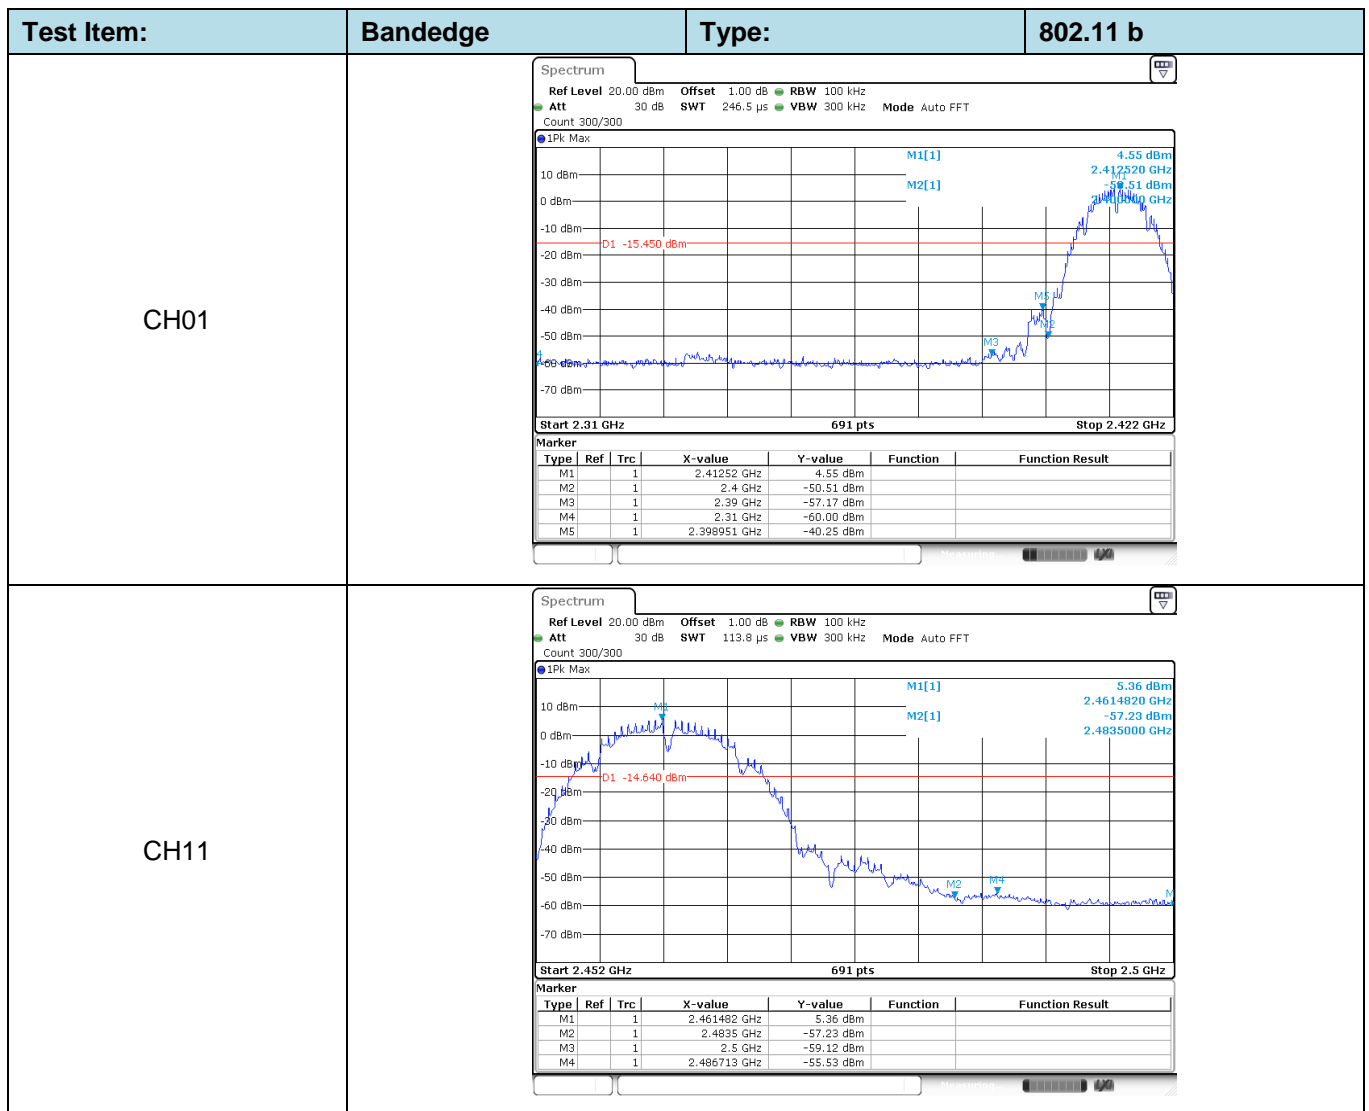 Test Item: Bandedge Type: 802.11 b
CH01
Spectrum
Ref Level 20.00 dBm Offset 1.00 dB RBW 100 kHz
Att 30 dB SWT 246.5 µs VBW 300 kHz Mode Auto FFT
Count 300/300
1Pk Max
M1[1] 4.55 dBm
2.412520 GHz
M1
M2[1] -50.51 dBm
2.400000 GHz
10 dBm
0 dBm
-10 dBm
D1 -15.450 dBm
-20 dBm
-30 dBm
M5
-40 dBm
M2
-50 dBm
M3
-60 dBm
-70 dBm
Start 2.31 GHz 691 pts Stop 2.422 GHz
Marker
Type Ref Trc X-value Y-value Function Function Result
M1 1 2.41252 GHz 4.55 dBm
M2 1 2.4 GHz -50.51 dBm
M3 1 2.39 GHz -57.17 dBm
M4 1 2.31 GHz -60.00 dBm
M5 1 2.398951 GHz -40.25 dBm
Measuring...
CH11
Spectrum
Ref Level 20.00 dBm Offset 1.00 dB RBW 100 kHz
Att 30 dB SWT 113.8 µs VBW 300 kHz Mode Auto FFT
Count 300/300
1Pk Max
M1[1] 5.36 dBm
2.4614820 GHz
M2[1] -57.23 dBm
2.4835000 GHz
10 dBm
M1
0 dBm
-10 dBm
D1 -14.640 dBm
-20 dBm
-30 dBm
-40 dBm
-50 dBm
M2 M4
M
-60 dBm
-70 dBm
Start 2.452 GHz 691 pts Stop 2.5 GHz
Marker
Type Ref Trc X-value Y-value Function Function Result
M1 1 2.461482 GHz 5.36 dBm
M2 1 2.4835 GHz -57.23 dBm
M3 1 2.5 GHz -59.12 dBm
M4 1 2.486713 GHz -55.53 dBm
Measuring...